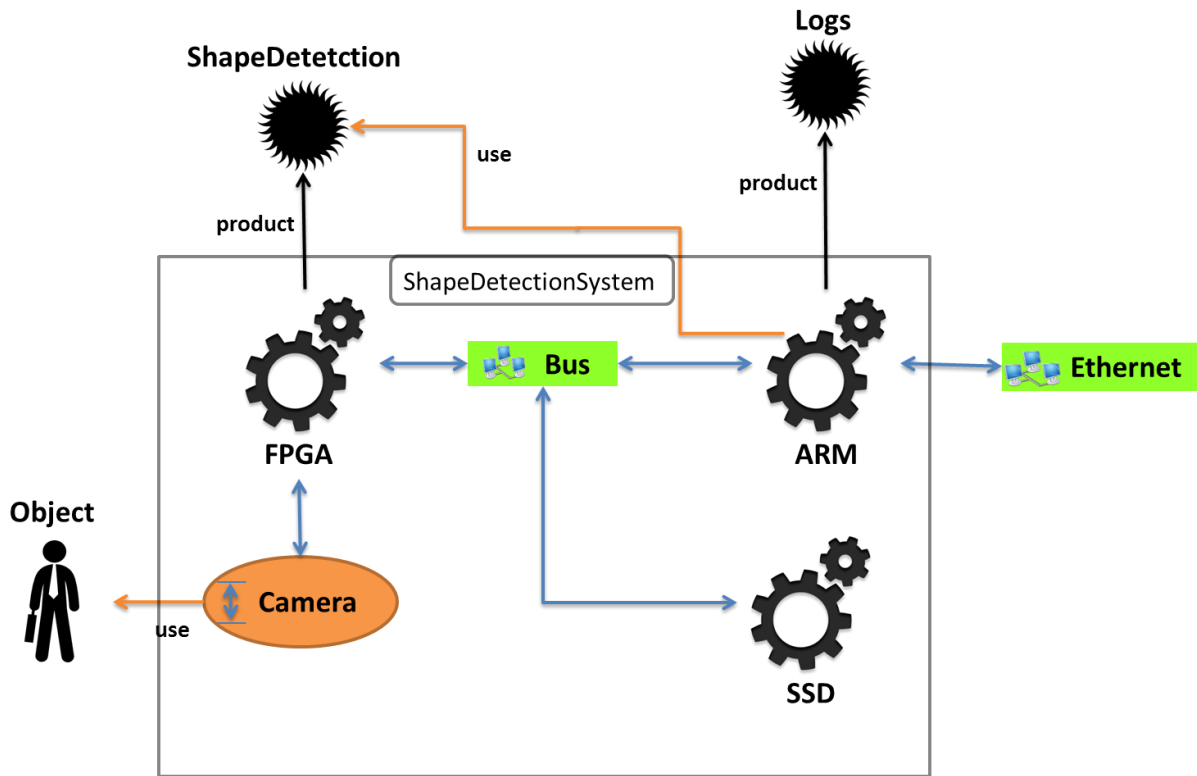 Logs
ShapeDetetction
use
product
product
ShapeDetectionSystem
Bus
Ethernet
FPGA
ARM
Object
Camera
use
SSD